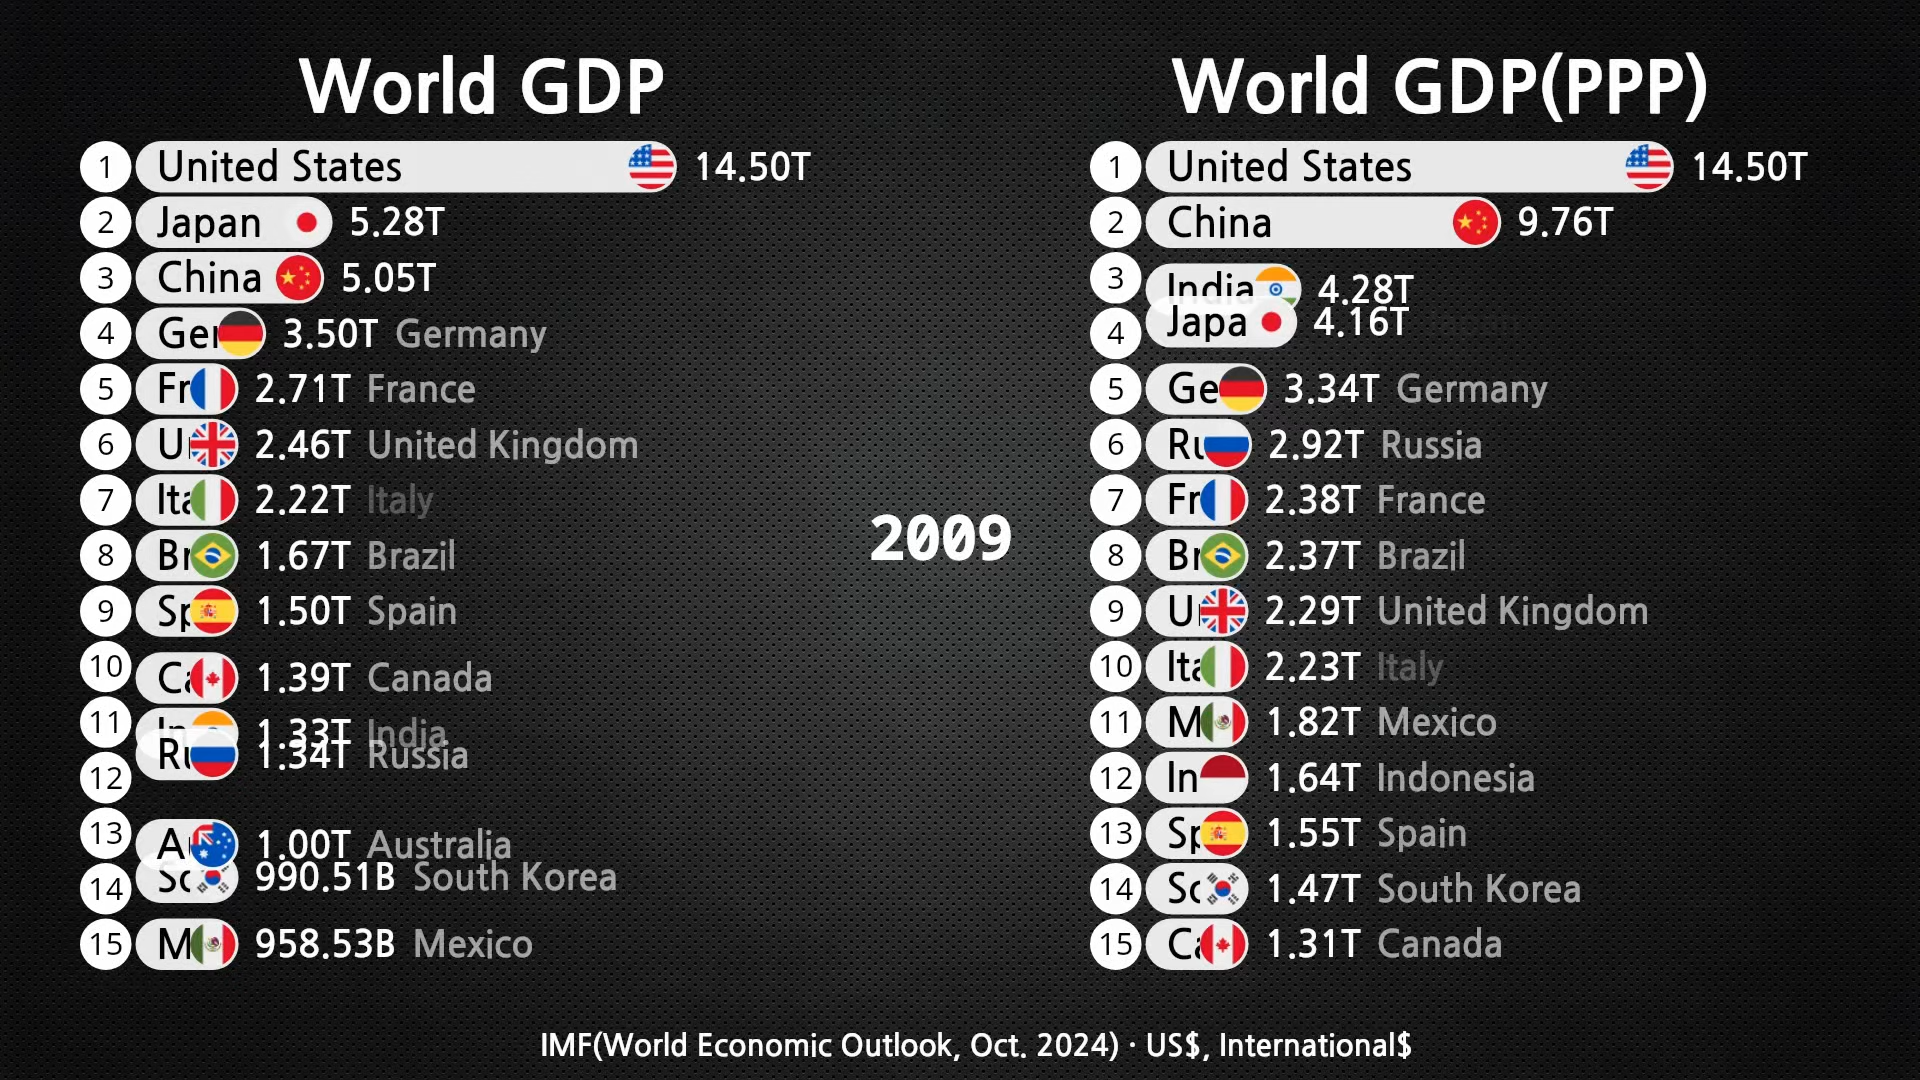 World GDP
1 United States 14.50T
2 Japan 5.28T
3 China 5.05T
4 Ger 3.50T Germany
5 Fr 2.71T France
6 U 2.46T United Kingdom
7 Ita 2.22T Italy
8 Br 1.67T Brazil
9 Sp 1.50T Spain
10 Ca 1.39T Canada
11 In 1.33T India
Ru 1.34T Russia
12
13 A 1.00T Australia
14 So 990.51B South Korea
15 M 958.53B Mexico
2009
World GDP(PPP)
1 United States 14.50T
2 China 9.76T
3 India 4.28T
4 Japa 4.16T Japan
5 Ge 3.34T Germany
6 Ru 2.92T Russia
7 Fr 2.38T France
8 Br 2.37T Brazil
9 U 2.29T United Kingdom
10 Ita 2.23T Italy
11 M 1.82T Mexico
12 In 1.64T Indonesia
13 Sp 1.55T Spain
14 So 1.47T South Korea
15 Ca 1.31T Canada
IMF(World Economic Outlook, Oct. 2024) · US$, International$